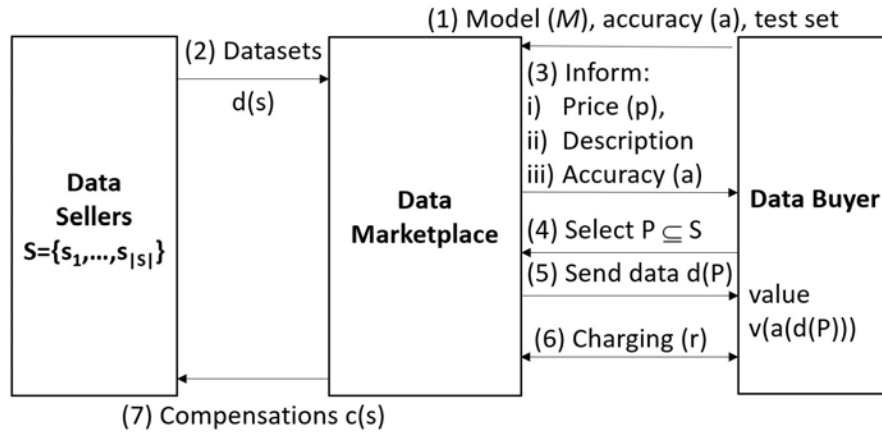 (1) Model (M), accuracy (a), test set
(2) Datasets
d(s)
(3) Inform:
i) Price (p),
ii) Description
iii) Accuracy (a)
Data
Sellers
S={s₁,...,s|s|}
Data
Marketplace
Data Buyer
(4) Select P ⊆ S
(5) Send data d(P)
value
v(a(d(P)))
(6) Charging (r)
(7) Compensations c(s)